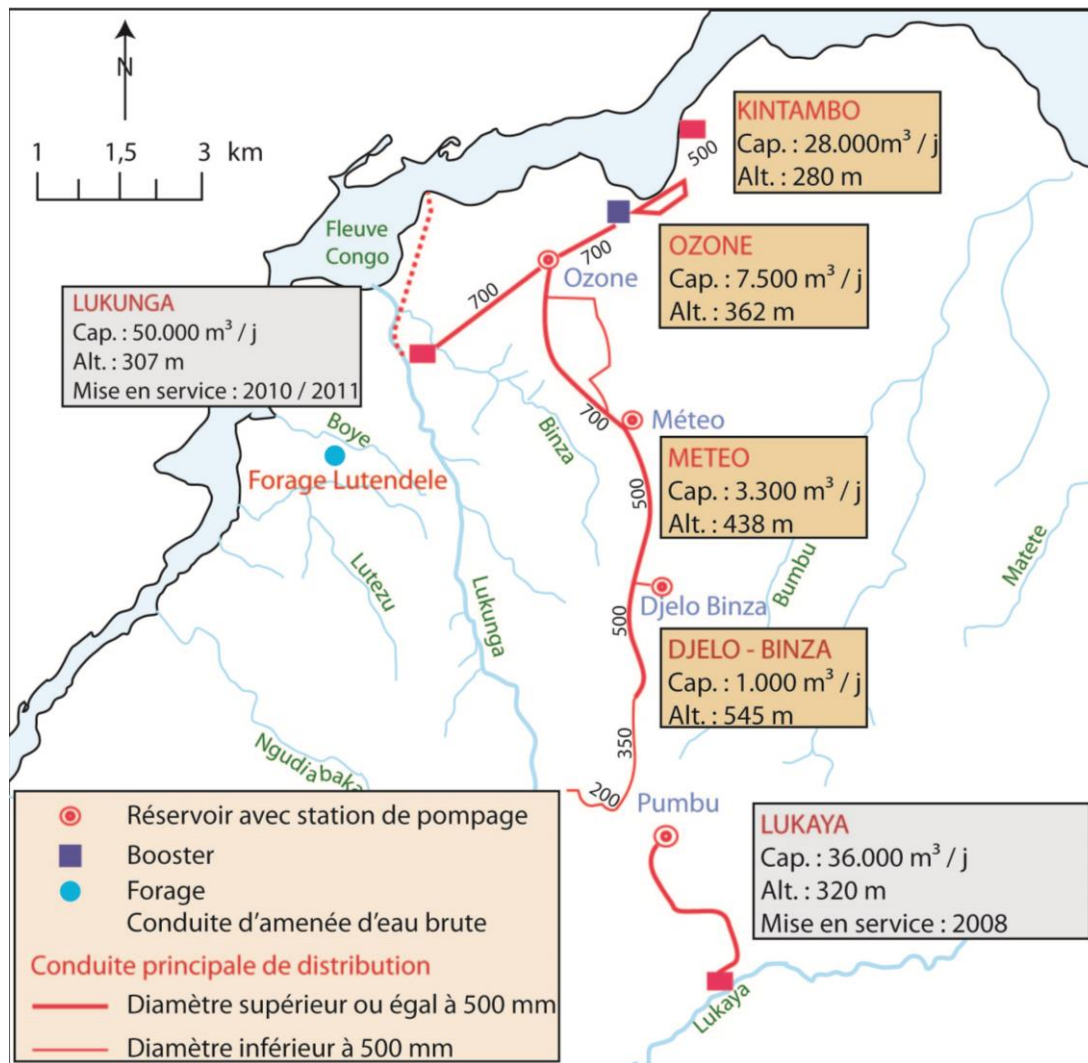 N
1 1,5 3 km
KINTAMBO
Cap. : 28.000m³ / j
Alt. : 280 m
500
Fleuve
Congo
700
Ozone
OZONE
Cap. : 7.500 m³ / j
Alt. : 362 m
700
LUKUNGA
Cap. : 50.000 m³ / j
Alt. : 307 m
Mise en service : 2010 / 2011
Boye
Forage Lutendele
Binza
700
Méteo
METEO
Cap. : 3.300 m³ / j
Alt. : 438 m
500
Lutezu
Lukunga
Bumbu
Matete
Djelo Binza
500
DJELO - BINZA
Cap. : 1.000 m³ / j
Alt. : 545 m
350
Ngudiabaka
200
Pumbu
LUKAYA
Cap. : 36.000 m³ / j
Alt. : 320 m
Mise en service : 2008
Lukaya
Réservoir avec station de pompage
Booster
Forage
Conduite d'amenée d'eau brute
Conduite principale de distribution
Diamètre supérieur ou égal à 500 mm
Diamètre inférieur à 500 mm